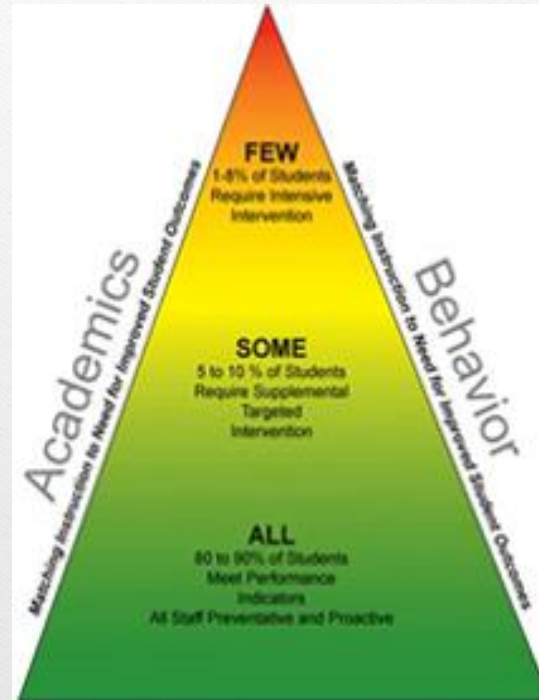 FEW
1-8% of Students
Require Intensive
Intervention
Academics
Matching Instruction to Need for Improved Student Outcomes
Behavior
Matching Instruction to Need for Improved Student Outcomes
SOME
5 to 10 % of Students
Require Supplemental
Targeted
Intervention
ALL
80 to 90% of Students
Meet Performance
Indicators
All Staff Preventative and Proactive